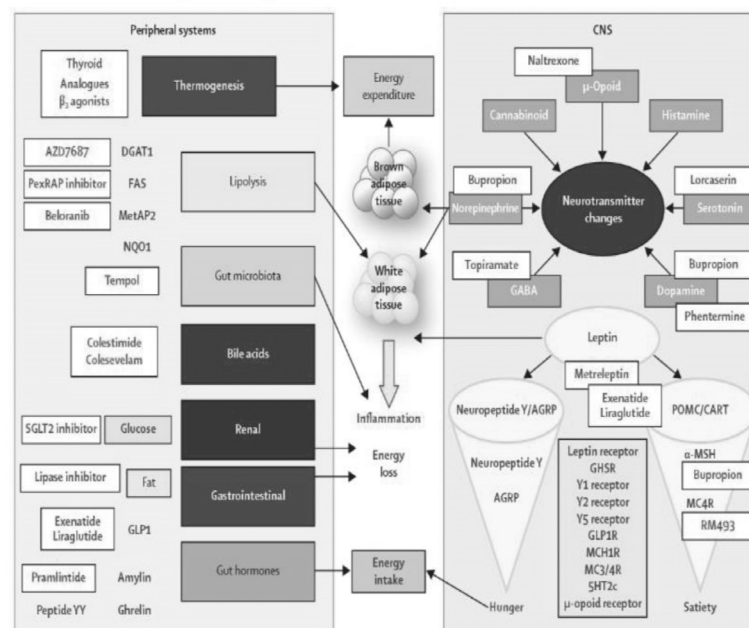 Peripheral systems
Thyroid
Analogues
β3 agonists
Thermogenesis
AZD7687
DGAT1
PexRAP inhibitor
FAS
Beloranib
MetAP2
NQO1
Lipolysis
Tempol
Gut microbiota
Colestimide
Colesevelam
Bile acids
SGLT2 inhibitor
Glucose
Renal
Lipase inhibitor
Fat
Gastrointestinal
Exenatide
Liraglutide
GLP1
Pramlintide
Amylin
Peptide YY
Ghrelin
Gut hormones
Energy
expenditure
Brown
adipose
tissue
White
adipose
tissue
Inflammation
Energy
loss
Energy
intake
CNS
Naltrexone
μ-Opoid
Cannabinoid
Histamine
Bupropion
Norepinephrine
Neurotransmitter
changes
Lorcaserin
Serotonin
Topiramate
GABA
Bupropion
Dopamine
Phentermine
Leptin
Metreleptin
Exenatide
Liraglutide
Neuropeptide Y/AGRP
POMC/CART
Neuropeptide Y
AGRP
Hunger
Leptin receptor
GHSR
Y1 receptor
Y2 receptor
Y5 receptor
GLP1R
MCH1R
MC3/4R
5HT2c
μ-opioid receptor
α-MSH
Bupropion
MC4R
RM493
Satiety